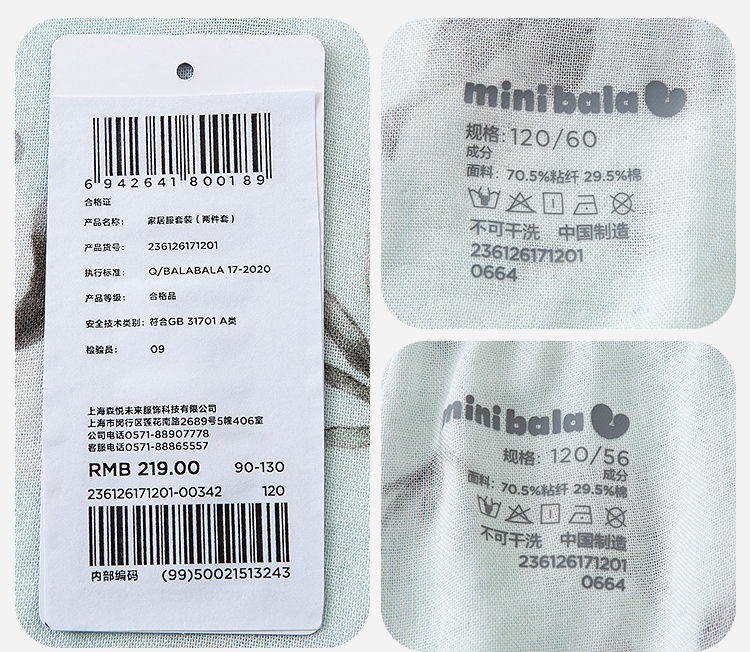 6 942641 800189
合格证
产品名称: 家居服套装（两件套）
产品货号: 236126171201
执行标准: Q/BALABALA 17-2020
产品等级: 合格品
安全技术类别: 符合GB 31701 A类
检验员: 09
上海森悦未来服饰科技有限公司
上海市闵行区莲花南路2689号5幢406室
公司电话0571-88907778
客服电话0571-88865557
RMB 219.00 90-130
236126171201-00342 120
内部编码 (99)50021513243
minibala
规格: 120/60
成分
面料: 70.5%粘纤 29.5%棉
不可干洗 中国制造
236126171201
0664
minibala
规格: 120/56
成分
面料: 70.5%粘纤 29.5%棉
不可干洗 中国制造
236126171201
0664